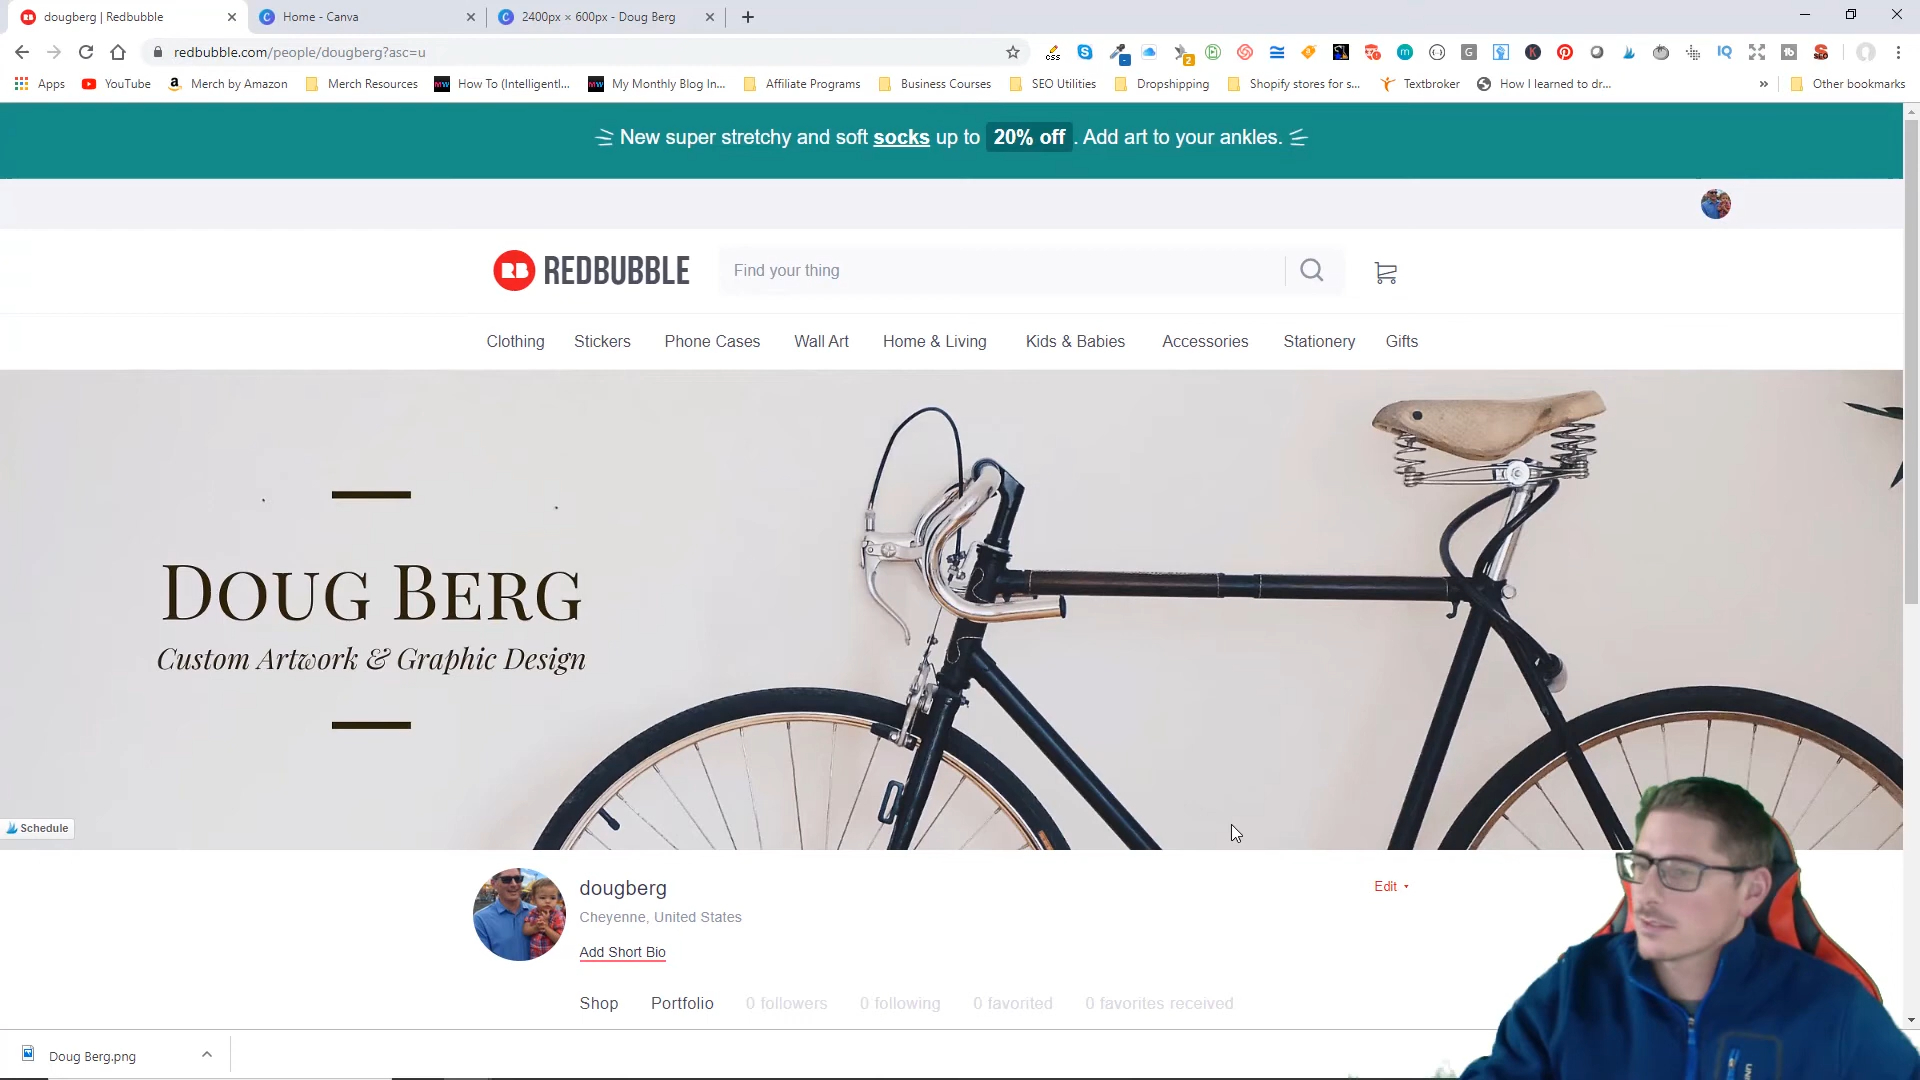 dougberg | Redbubble
Home - Canva
2400px × 600px - Doug Berg
redbubble.com/people/dougberg?asc=u
Apps
YouTube
Merch by Amazon
Merch Resources
How To (Intelligentl...
My Monthly Blog In...
Affiliate Programs
Business Courses
SEO Utilities
Dropshipping
Shopify stores for s...
Textbroker
How I learned to dr...
Other bookmarks
New super stretchy and soft socks up to 20% off. Add art to your ankles.
RB REDBUBBLE
Find your thing
Clothing
Stickers
Phone Cases
Wall Art
Home & Living
Kids & Babies
Accessories
Stationery
Gifts
Doug Berg
Custom Artwork & Graphic Design
Schedule
dougberg
Cheyenne, United States
Add Short Bio
Edit
Shop
Portfolio
0 followers
0 following
0 favorited
0 favorites received
Doug Berg.png